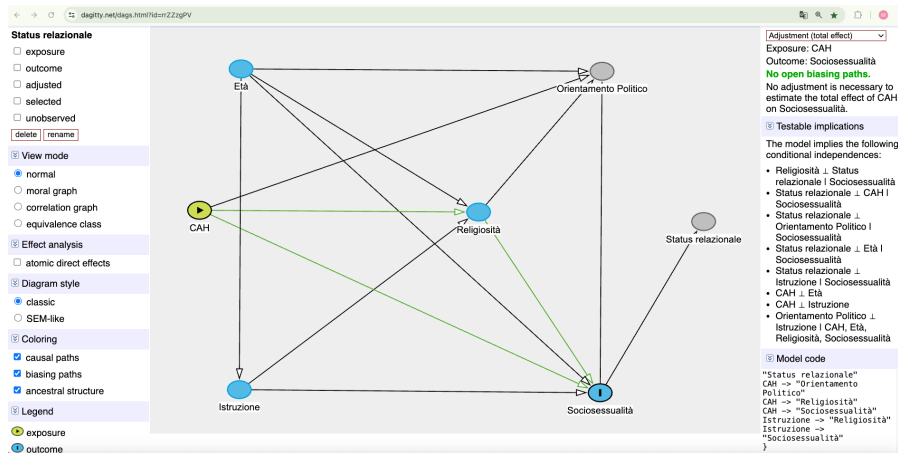 dagitty.net/dags.html?id=rrZZzgPV
Status relazionale
exposure
outcome
adjusted
selected
unobserved
delete rename
View mode
normal
moral graph
correlation graph
equivalence class
Effect analysis
atomic direct effects
Diagram style
classic
SEM-like
Coloring
causal paths
biasing paths
ancestral structure
Legend
exposure
outcome
Età
Orientamento Politico
CAH
Religiosità
Status relazionale
Istruzione
Sociosessualità
Adjustment (total effect)
Exposure: CAH
Outcome: Sociosessualità
No open biasing paths.
No adjustment is necessary to
estimate the total effect of CAH
on Sociosessualità.
Testable implications
The model implies the following
conditional independences:
• Religiosità ⊥ Status
relazionale | Sociosessualità
• Status relazionale ⊥ CAH |
Sociosessualità
• Status relazionale ⊥
Orientamento Politico |
Sociosessualità
• Status relazionale ⊥ Età |
Sociosessualità
• Status relazionale ⊥
Istruzione | Sociosessualità
• CAH ⊥ Età
• CAH ⊥ Istruzione
• Orientamento Politico ⊥
Istruzione | CAH, Età,
Religiosità, Sociosessualità
Model code
"Status relazionale"
CAH -> "Orientamento
Politico"
CAH -> "Religiosità"
CAH -> "Sociosessualità"
Istruzione -> "Religiosità"
Istruzione ->
"Sociosessualità"
}